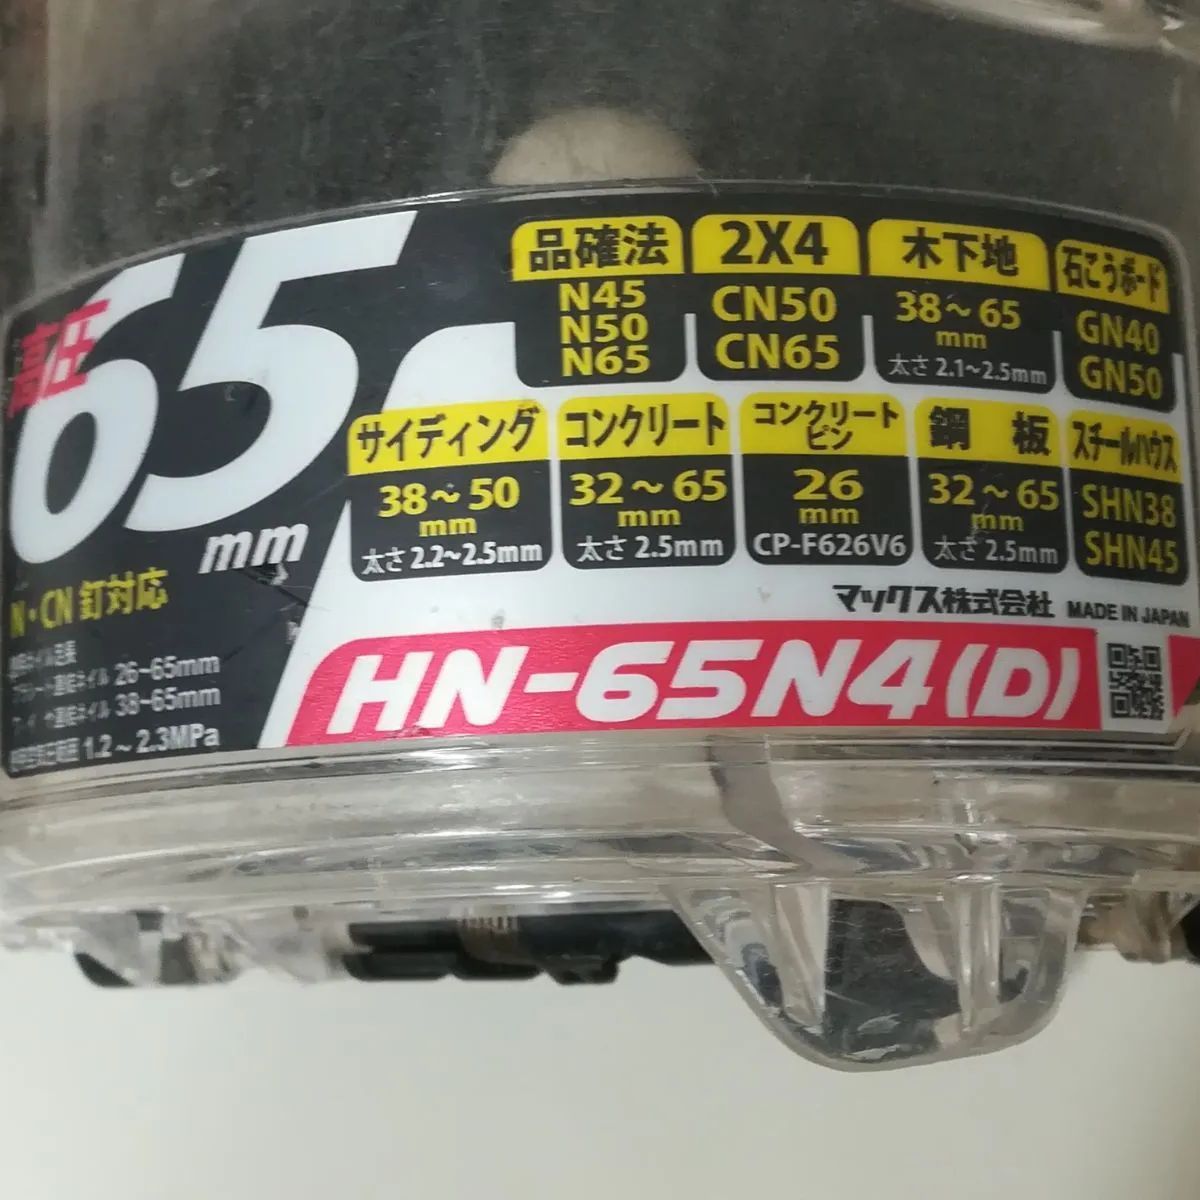 高圧
65mm
N・CN 釘対応
26~65mm
38~65mm
1.2~2.3MPa
品確法
N45
N50
N65
2X4
CN50
CN65
木下地
38~65
mm
太さ 2.1~2.5mm
石こうボード
GN40
GN50
サイディング
38~50
mm
太さ 2.2~2.5mm
コンクリート
32~65
mm
太さ 2.5mm
コンクリート
ピン
26
mm
CP-F626V6
鋼 板
32~65
mm
太さ 2.5mm
スチールハウス
SHN38
SHN45
マックス株式会社 MADE IN JAPAN
HN-65N4(D)